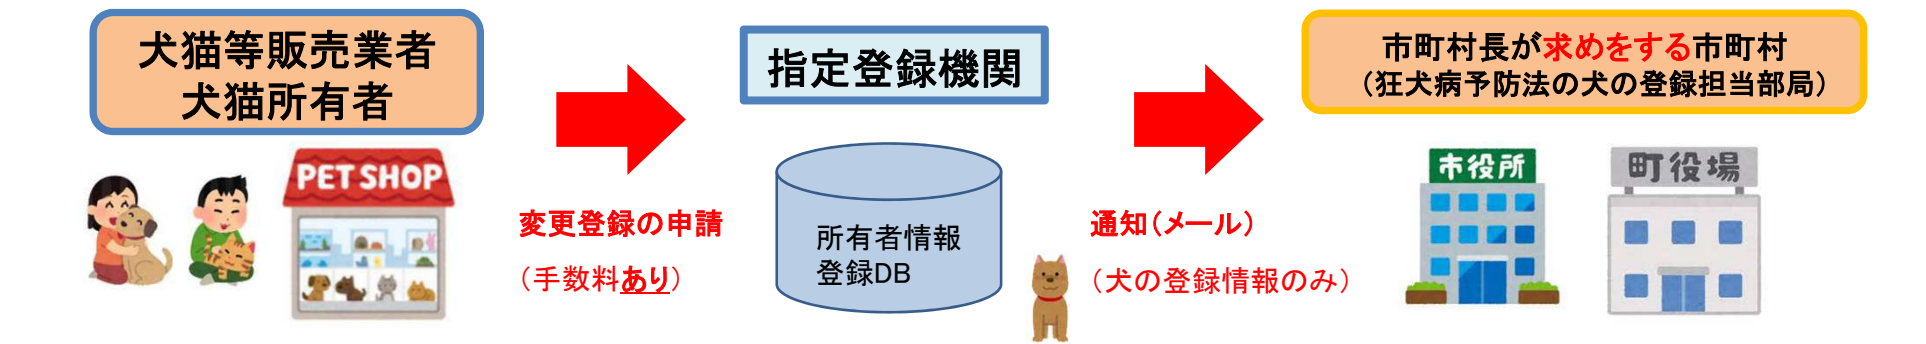 犬猫等販売業者
犬猫所有者
PET SHOP
変更登録の申請
（手数料あり）
指定登録機関
所有者情報
登録DB
通知（メール）
（犬の登録情報のみ）
市町村長が求めをする市町村
（狂犬病予防法の犬の登録担当部局）
市役所
町役場